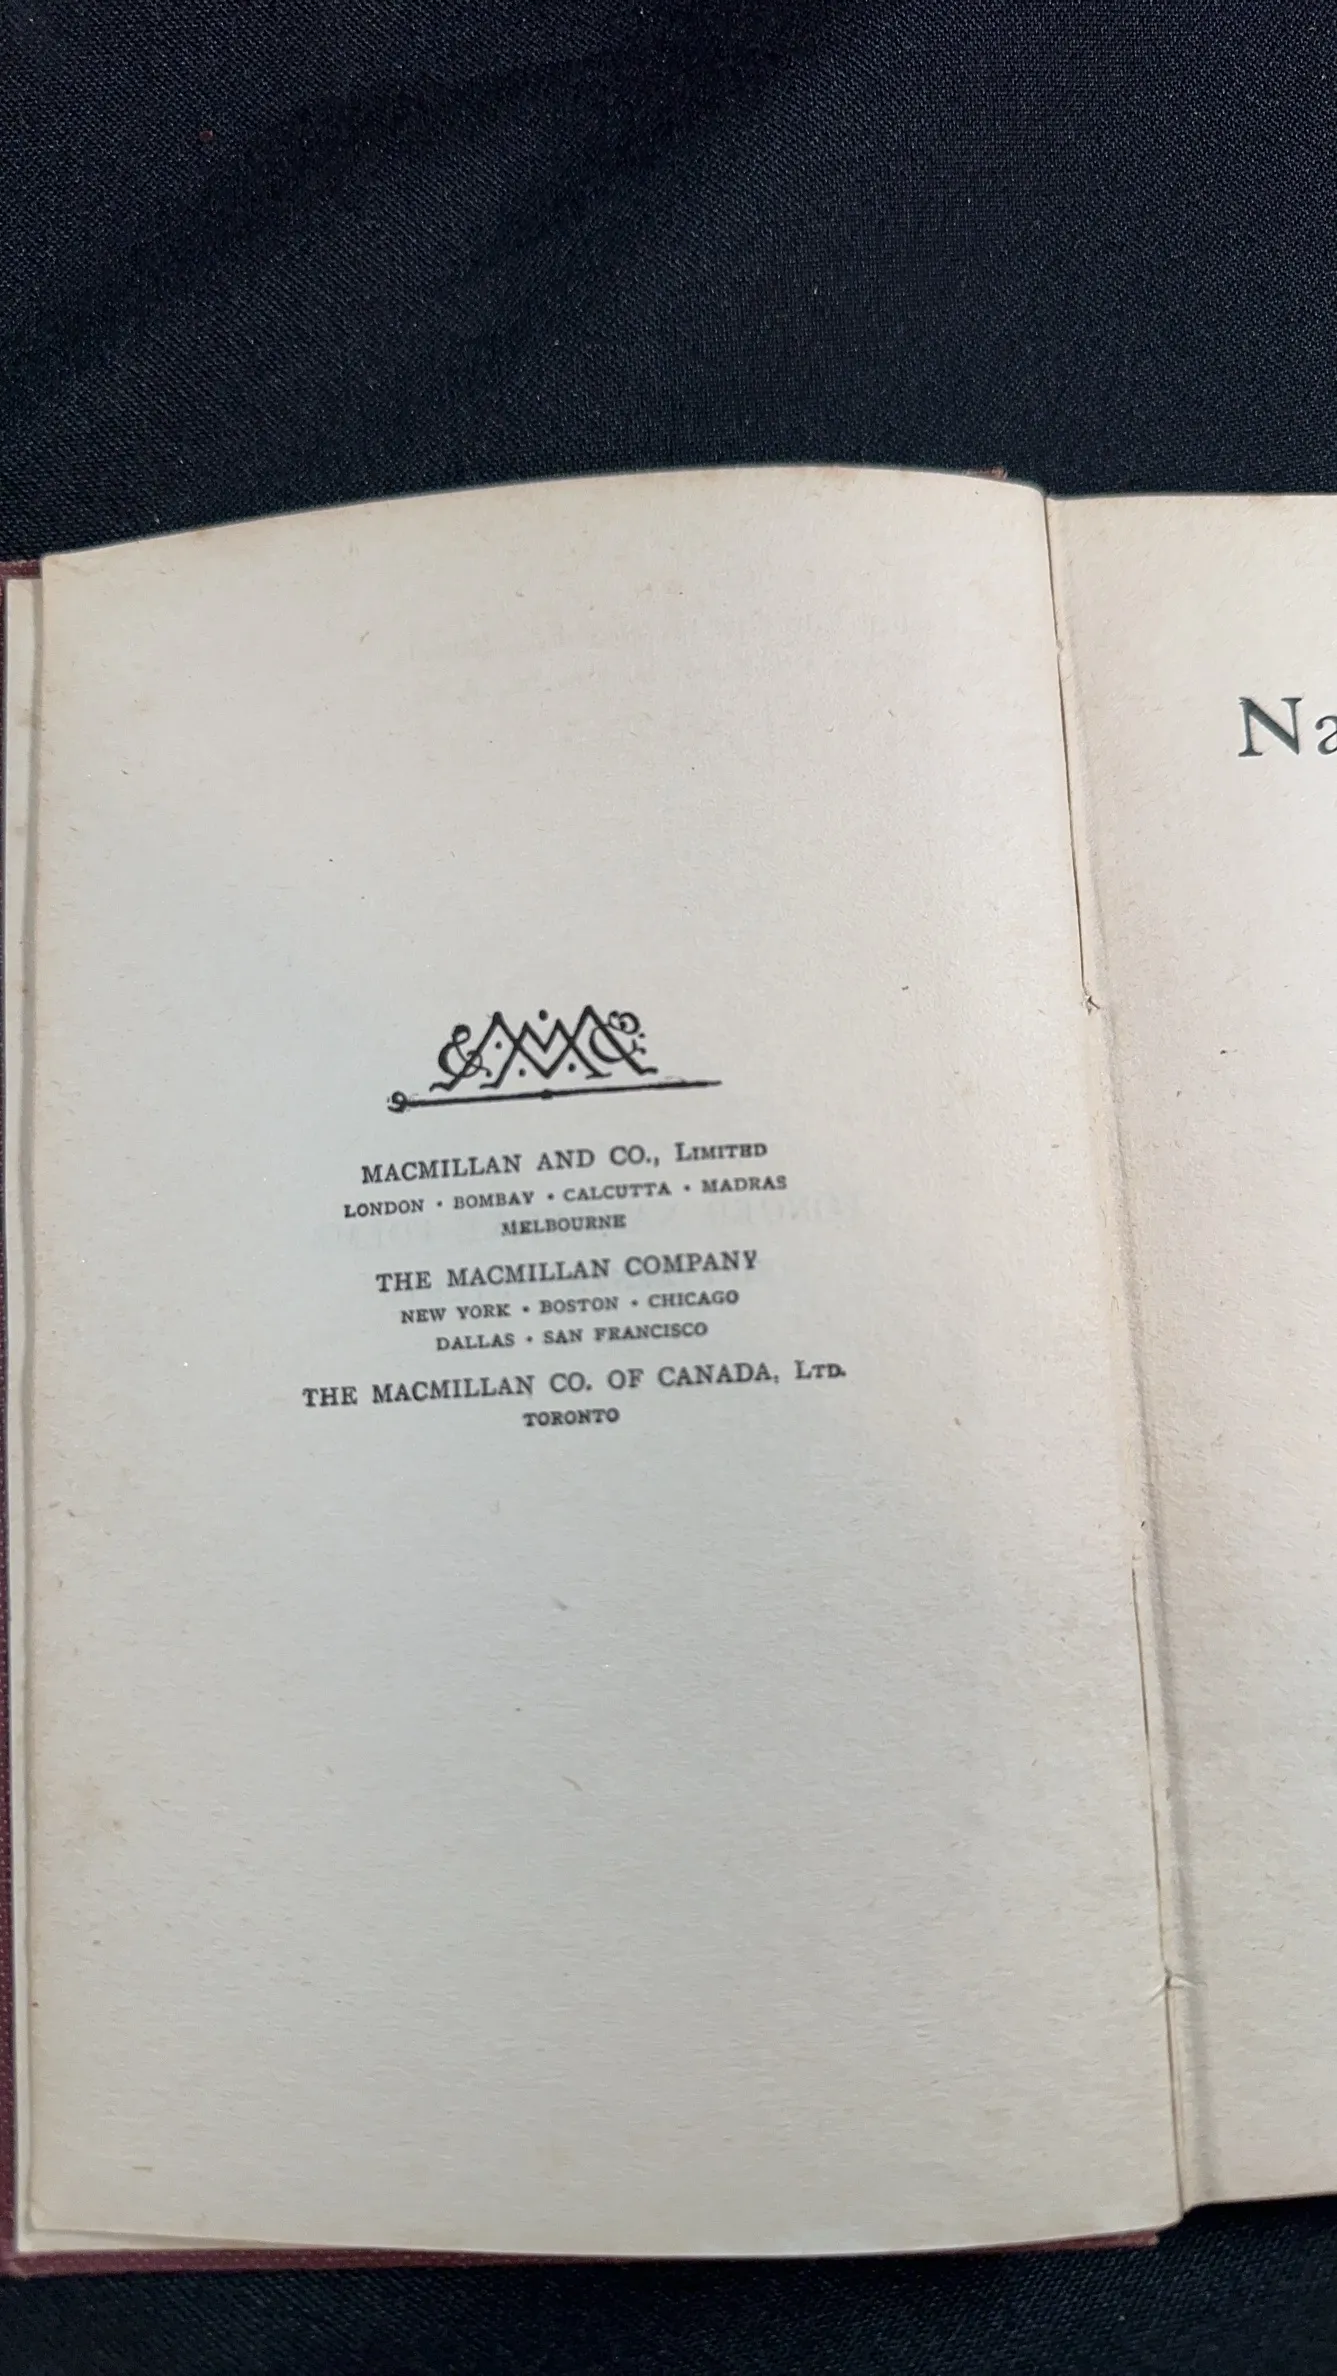 MACMILLAN AND CO., LIMITED
LONDON · BOMBAY · CALCUTTA · MADRAS
MELBOURNE
THE MACMILLAN COMPANY
NEW YORK · BOSTON · CHICAGO
DALLAS · SAN FRANCISCO
THE MACMILLAN CO. OF CANADA, LTD.
TORONTO
Na